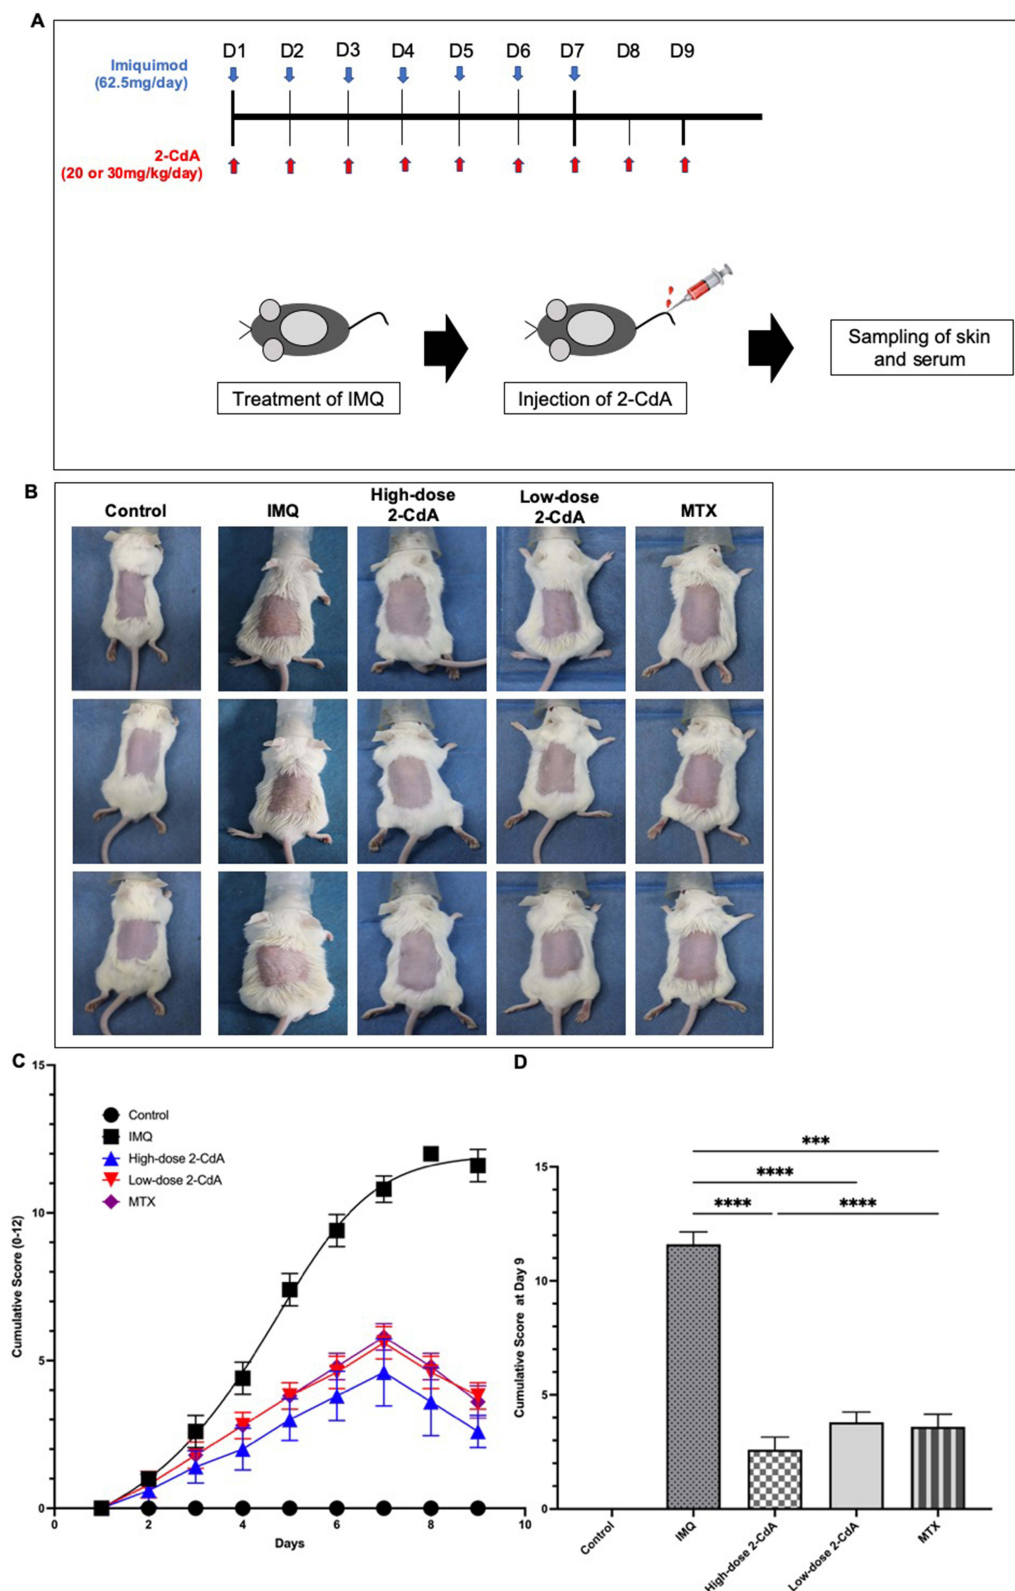 A
D1 D2 D3 D4 D5 D6 D7 D8 D9
Imiquimod
(62.5mg/day)
2-CdA
(20 or 30mg/kg/day)
Treatment of IMQ
Injection of 2-CdA
Sampling of skin
and serum
B
Control
IMQ
High-dose
2-CdA
Low-dose
2-CdA
MTX
C
15
10
5
0
Cumulative Score (0-12)
Control
IMQ
High-dose 2-CdA
Low-dose 2-CdA
MTX
0 2 4 6 8 10
Days
D
***
****
**** ****
15
10
5
0
Cumulative Score at Day 9
Control
IMQ
High-dose 2-CdA
Low-dose 2-CdA
MTX